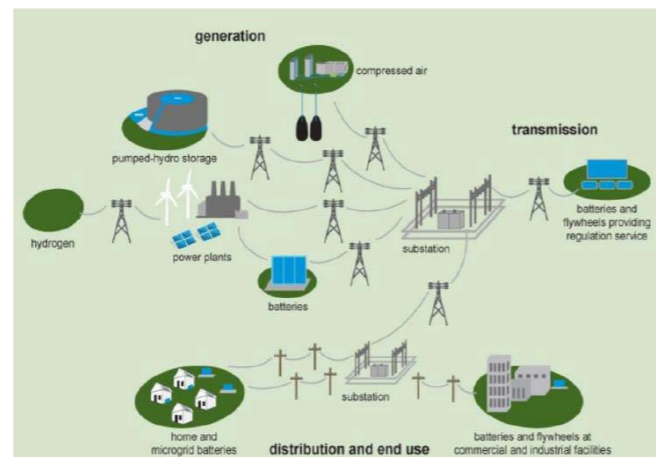 generation
compressed air
pumped-hydro storage
transmission
hydrogen
power plants
batteries
substation
batteries and
flywheels providing
regulation service
substation
home and
microgrid batteries
distribution and end use
batteries and flywheels at
commercial and industrial facilities